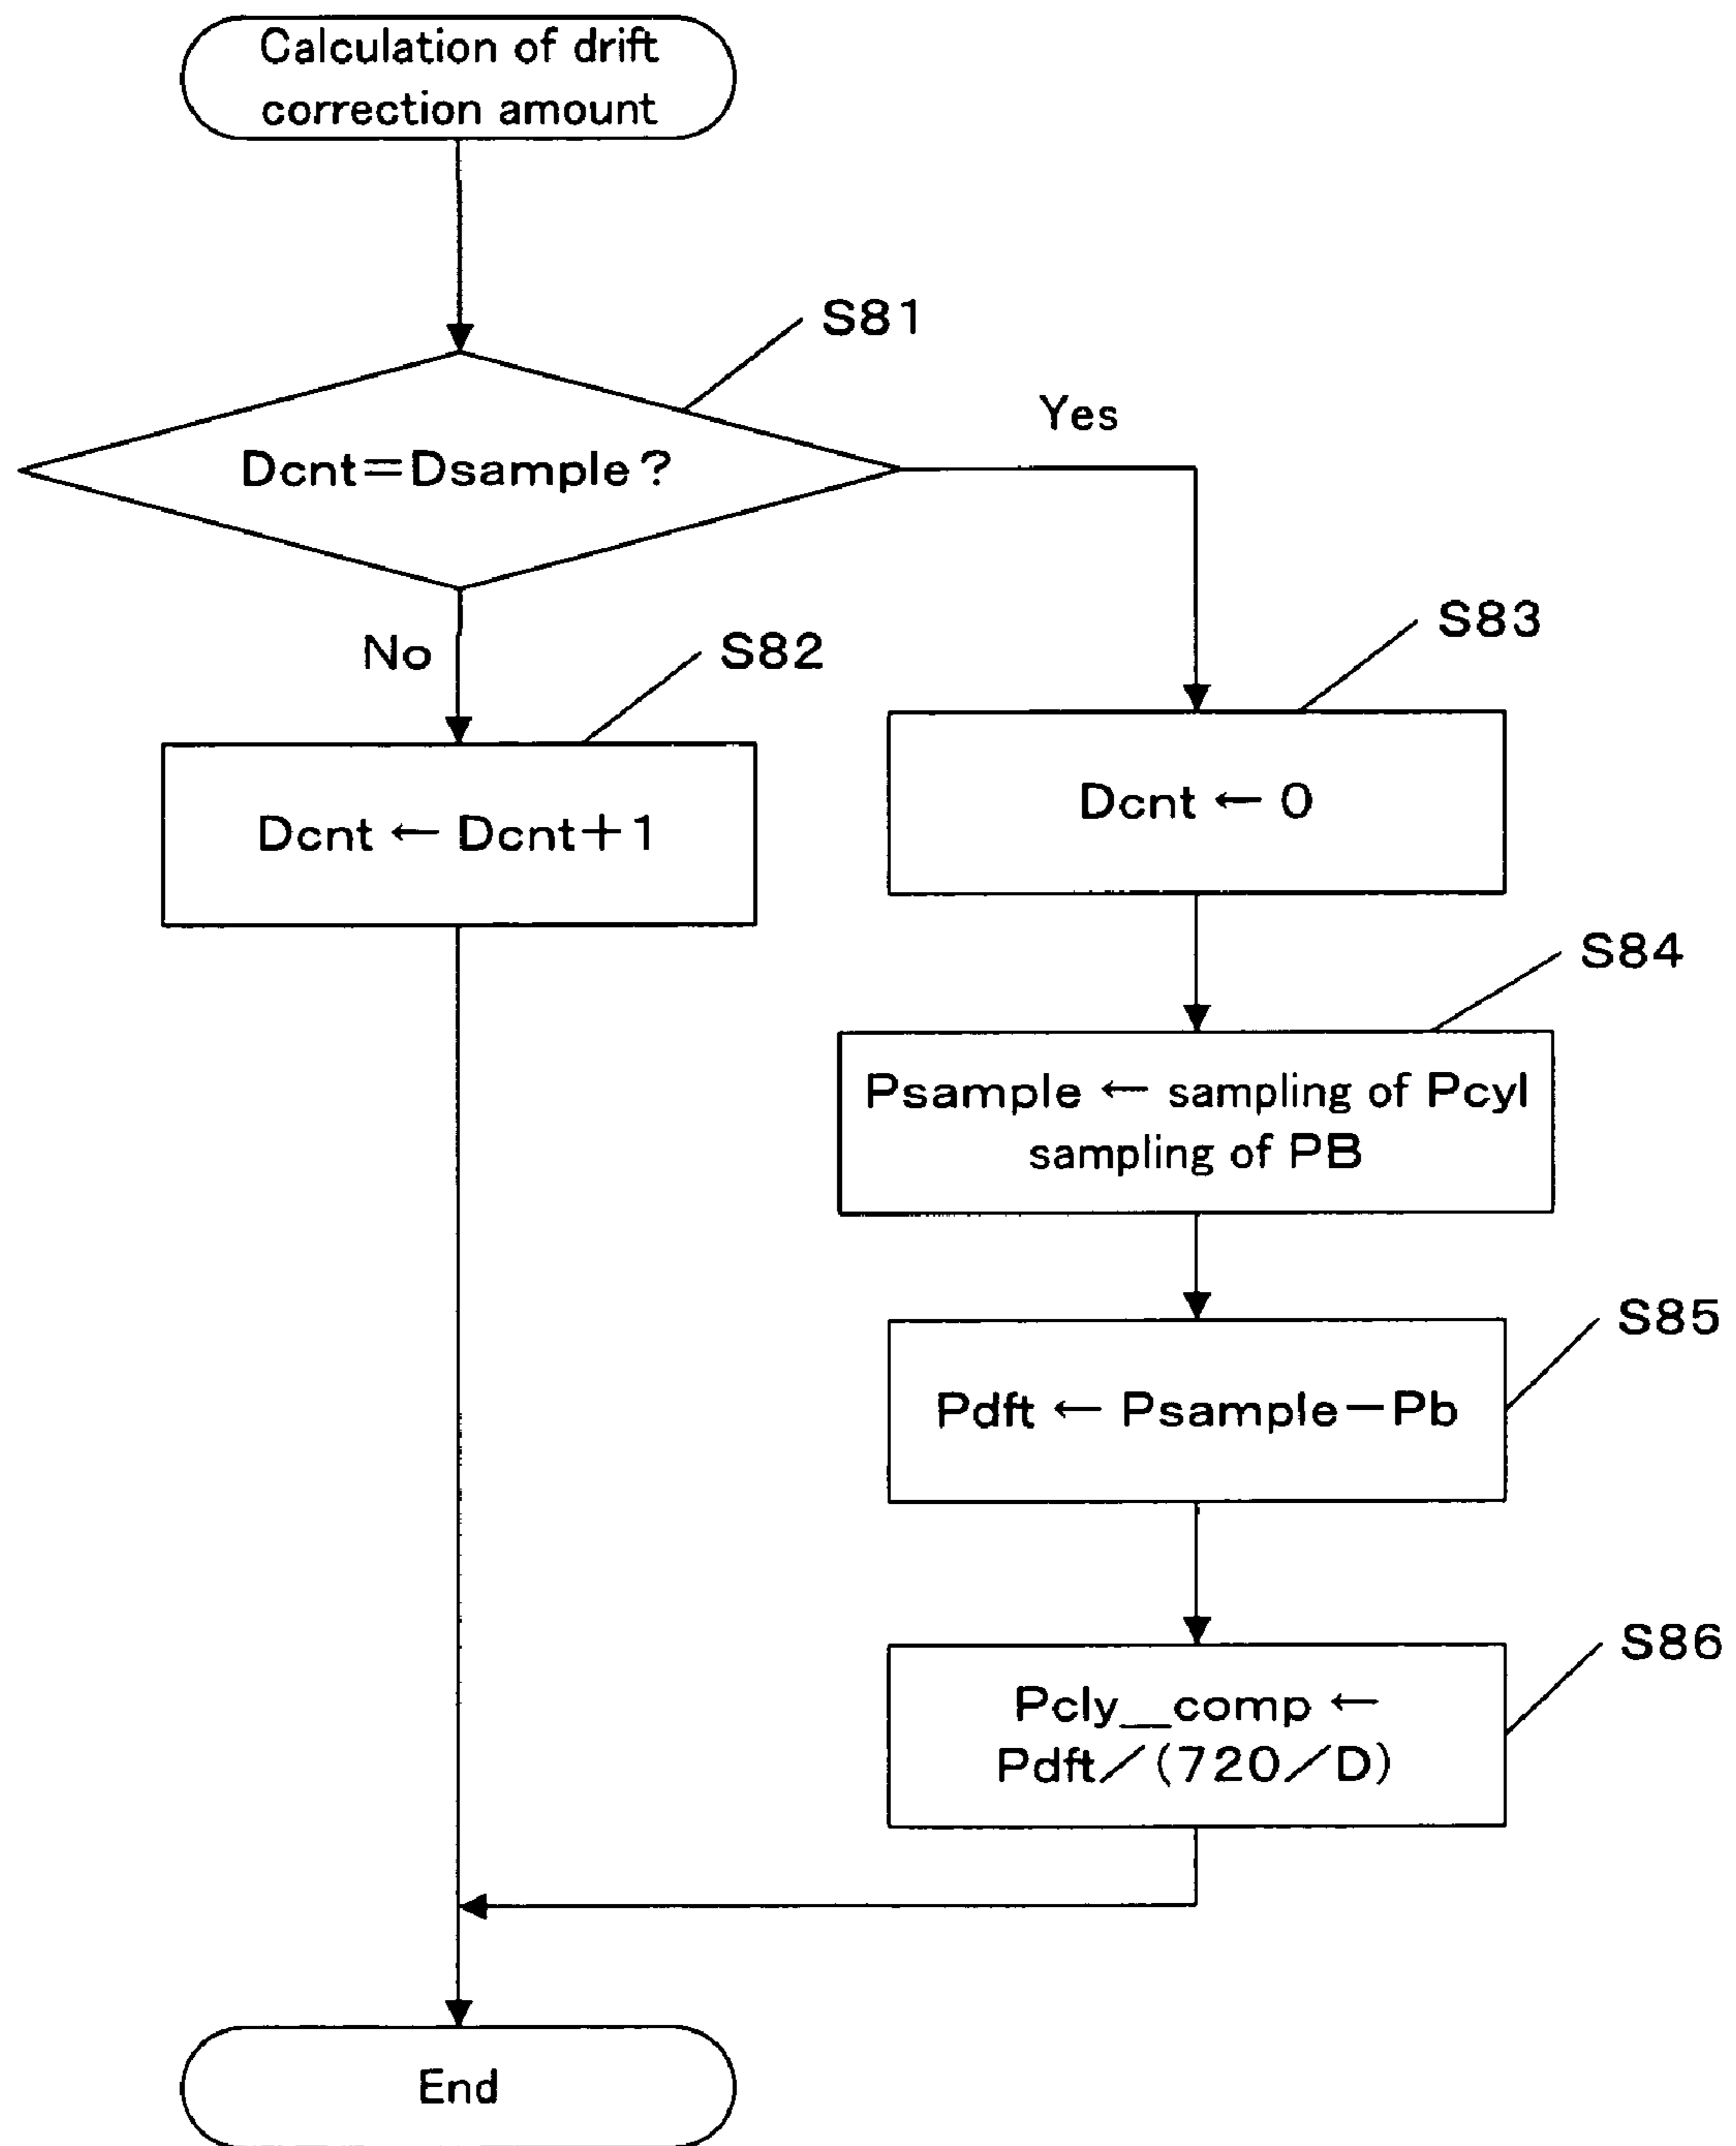 Calculation of drift
correction amount
S81
Dcnt=Dsample?
Yes
No
S82
Dcnt ← Dcnt+1
S83
Dcnt ← 0
S84
Psample ← sampling of Pcyl
sampling of PB
S85
Pdft ← Psample-Pb
S86
Pcly__comp ←
Pdft/(720/D)
End